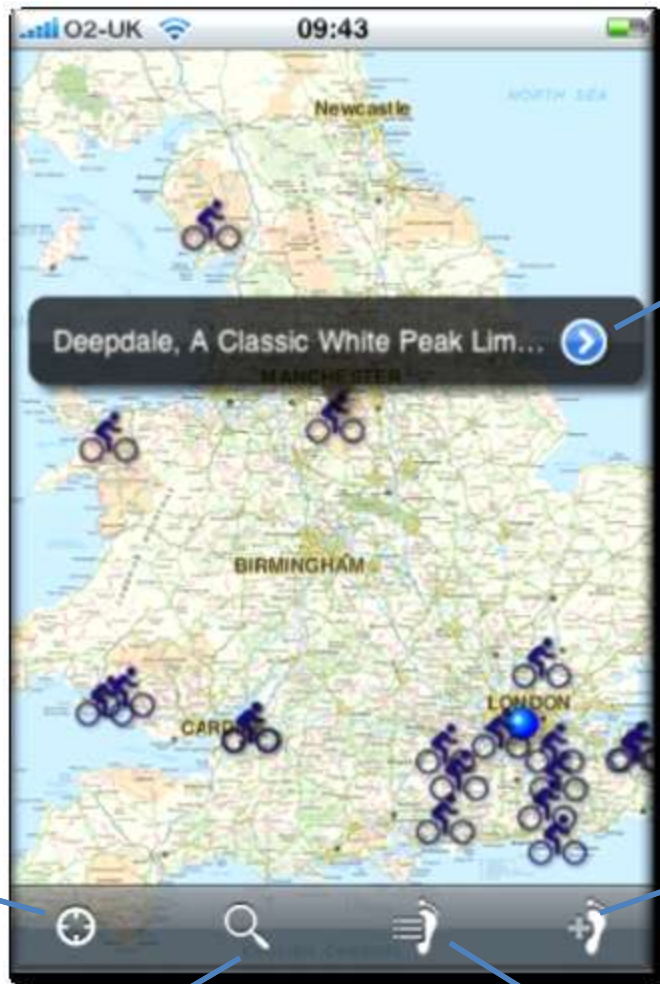 O2-UK 09:43
Newcastle
NORTH SEA
Deepdale, A Classic White Peak Lim...
MANCHESTER
BIRMINGHAM
LONDON
CARD